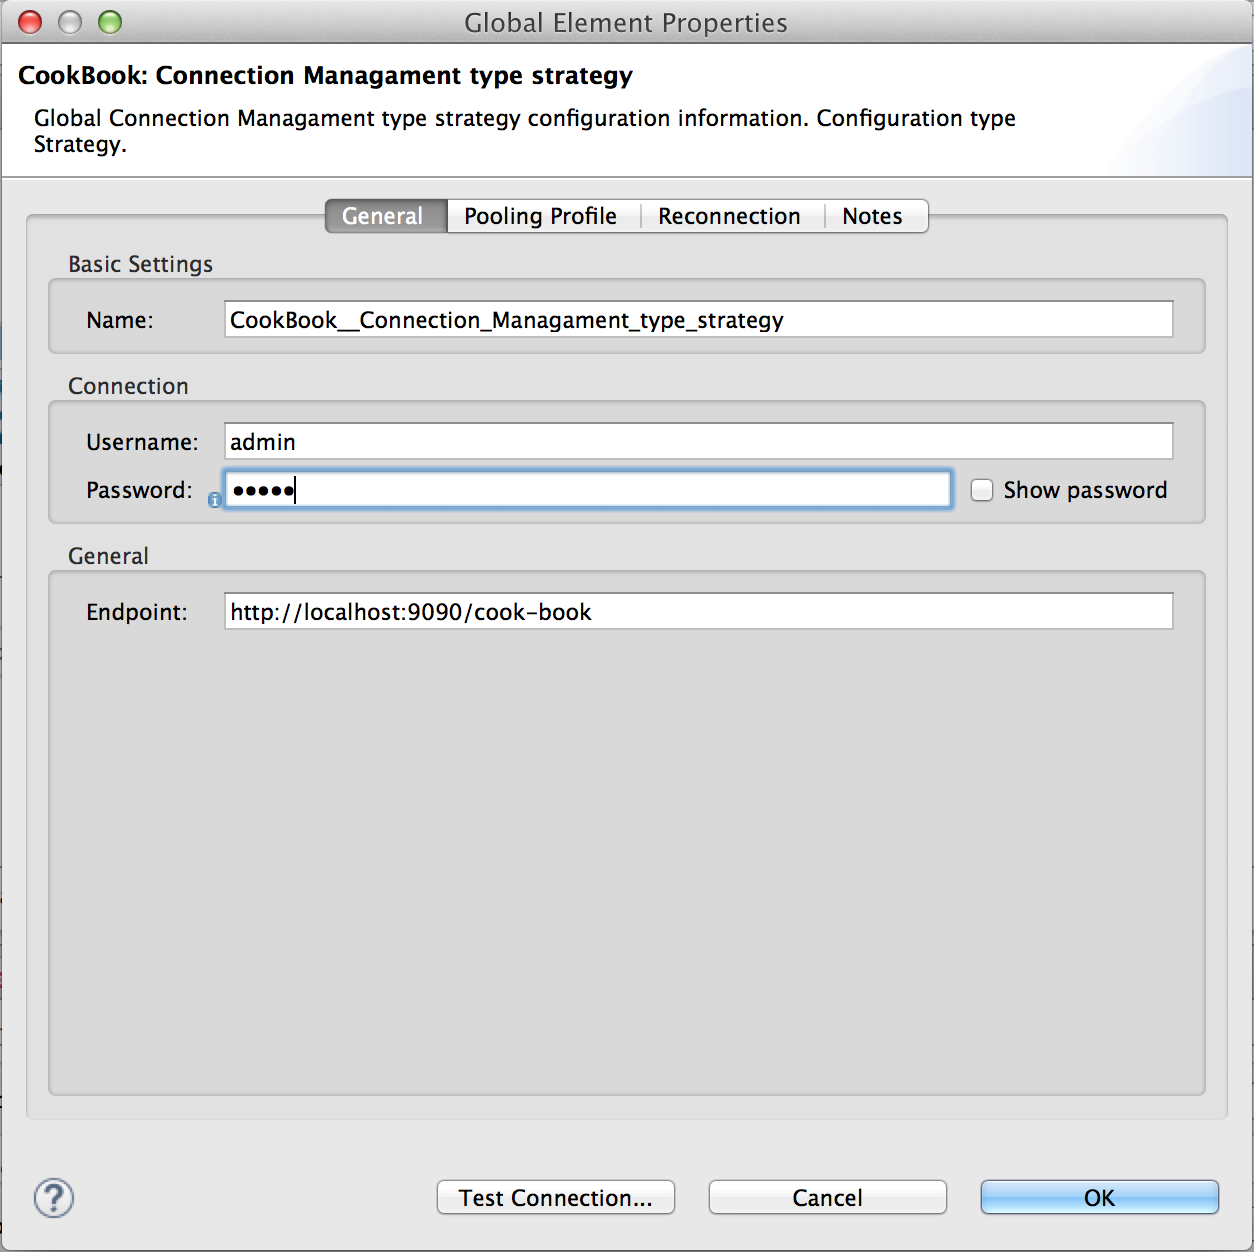 Global Element Properties
CookBook: Connection Managament type strategy
Global Connection Managament type strategy configuration information. Configuration type
Strategy.
General Pooling Profile Reconnection Notes
Basic Settings
Name: CookBook__Connection_Managament_type_strategy
Connection
Username: admin
Password: ••••• Show password
General
Endpoint: http://localhost:9090/cook-book
? Test Connection... Cancel OK